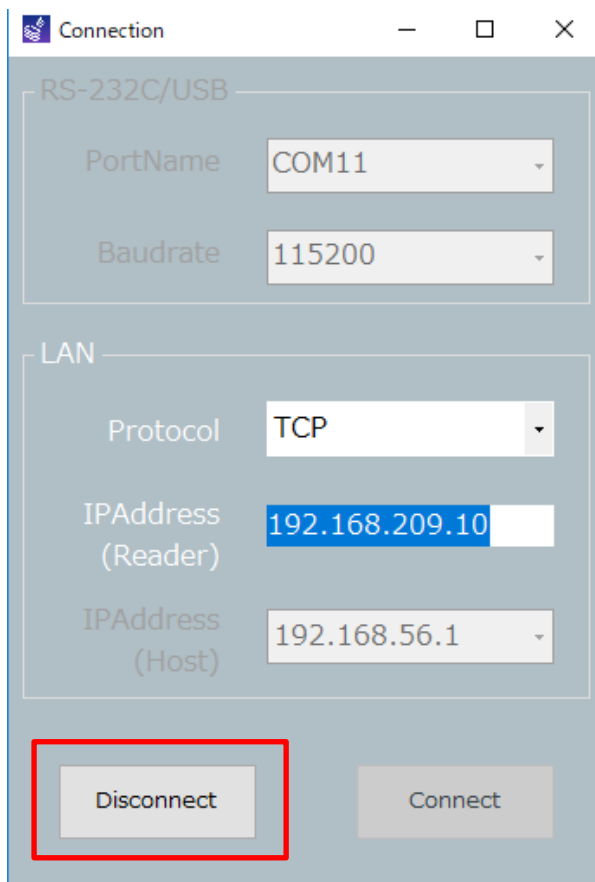 Connection
RS-232C/USB
PortName
COM11
Baudrate
115200
LAN
Protocol
TCP
IPAddress
(Reader)
192.168.209.10
IPAddress
(Host)
192.168.56.1
Disconnect
Connect